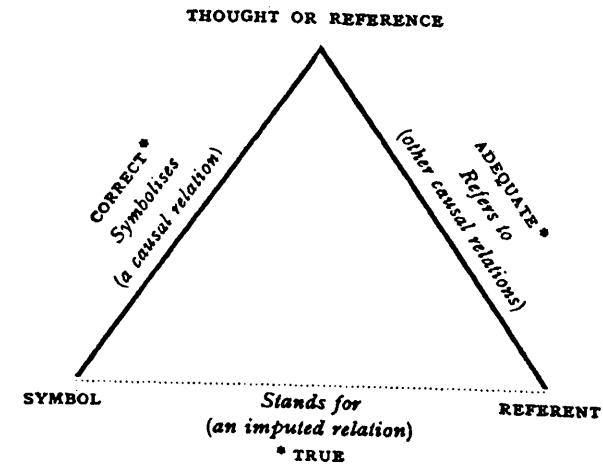 THOUGHT OR REFERENCE
CORRECT*
Symbolises
(a causal relation)
ADEQUATE*
Refers to
(other causal relations)
SYMBOL
Stands for
(an imputed relation)
* TRUE
REFERENT